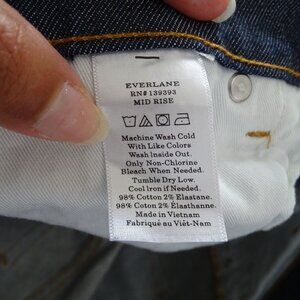 EVERLANE
RN# 139393
MID RISE
Machine Wash Cold
With Like Colors
Wash Inside Out.
Only Non-Chlorine
Bleach When Needed.
Tumble Dry Low.
Cool Iron if Needed.
98% Cotton 2% Elastane.
98% Cotton 2% Élasthanne.
Made in Vietnam
Fabriqué au Viêt-Nam